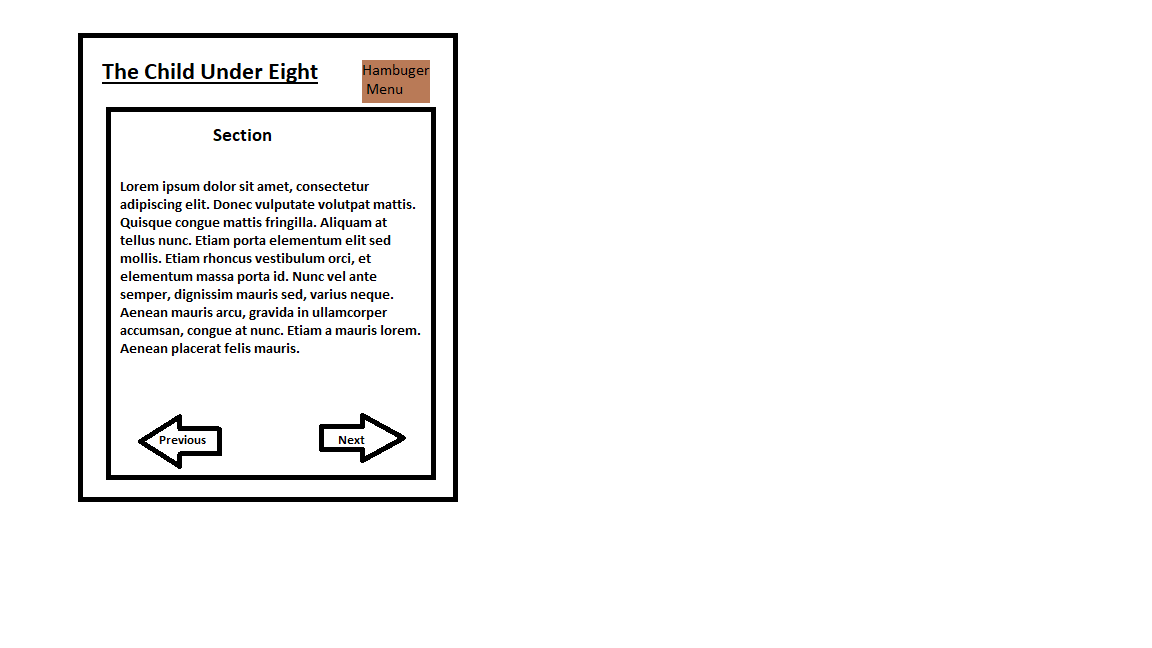 The Child Under Eight
Hambuger
Menu
Section
Lorem ipsum dolor sit amet, consectetur
adipiscing elit. Donec vulputate volutpat mattis.
Quisque congue mattis fringilla. Aliquam at
tellus nunc. Etiam porta elementum elit sed
mollis. Etiam rhoncus vestibulum orci, et
elementum massa porta id. Nunc vel ante
semper, dignissim mauris sed, varius neque.
Aenean mauris arcu, gravida in ullamcorper
accumsan, congue at nunc. Etiam a mauris lorem.
Aenean placerat felis mauris.
Previous
Next